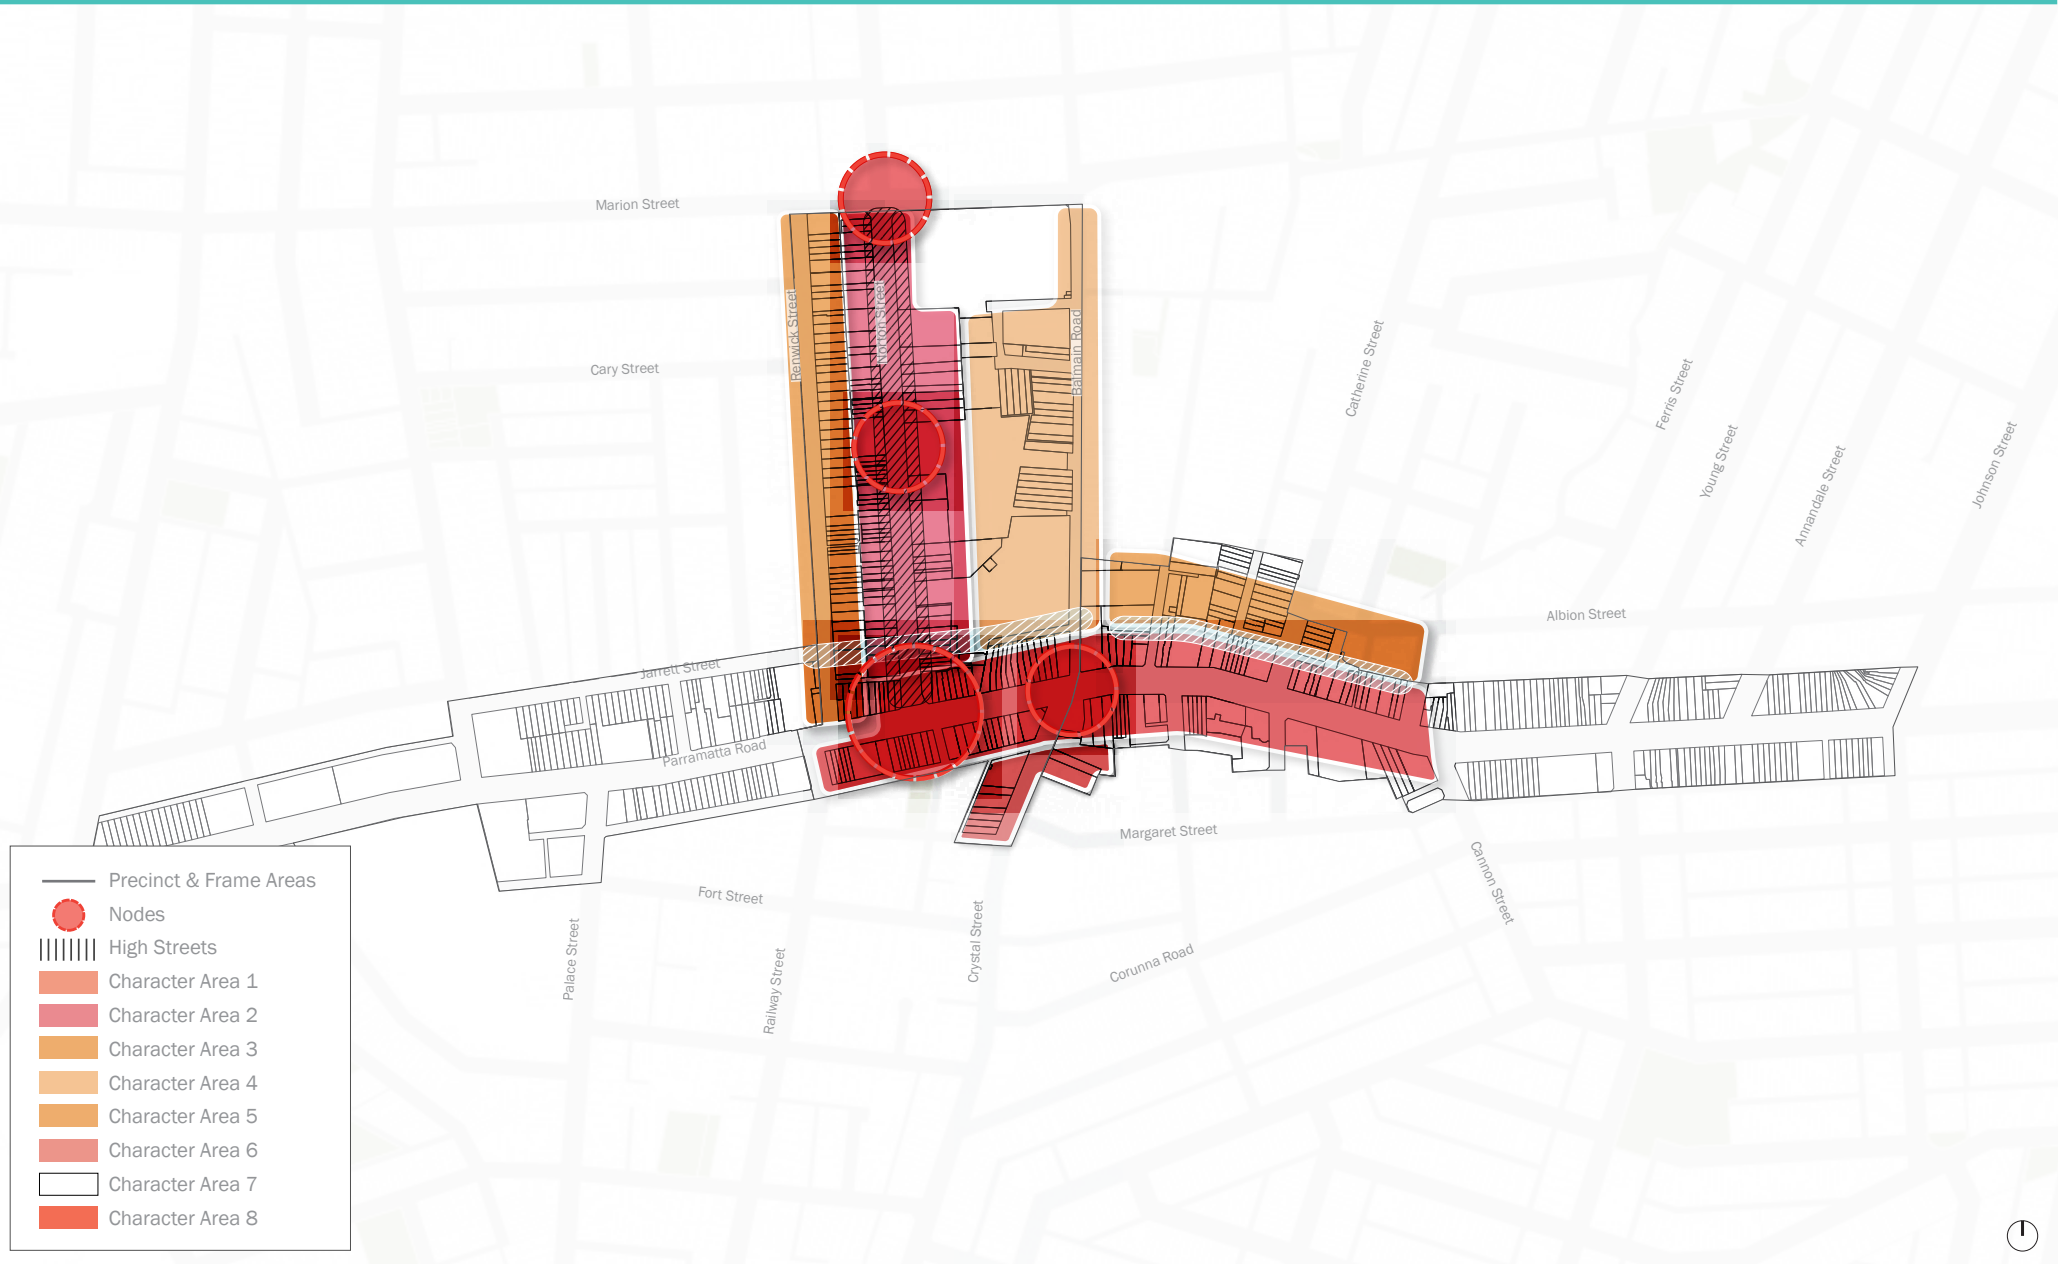 Marion Street
Cary Street
Renwick Street
Norton Street
Balmain Road
Catherine Street
Ferris Street
Young Street
Annandale Street
Johnson Street
Albion Street
Jarrett Street
Parramatta Road
Margaret Street
Fort Street
Palace Street
Railway Street
Crystal Street
Corunna Road
Cannon Street
Precinct & Frame Areas
Nodes
High Streets
Character Area 1
Character Area 2
Character Area 3
Character Area 4
Character Area 5
Character Area 6
Character Area 7
Character Area 8